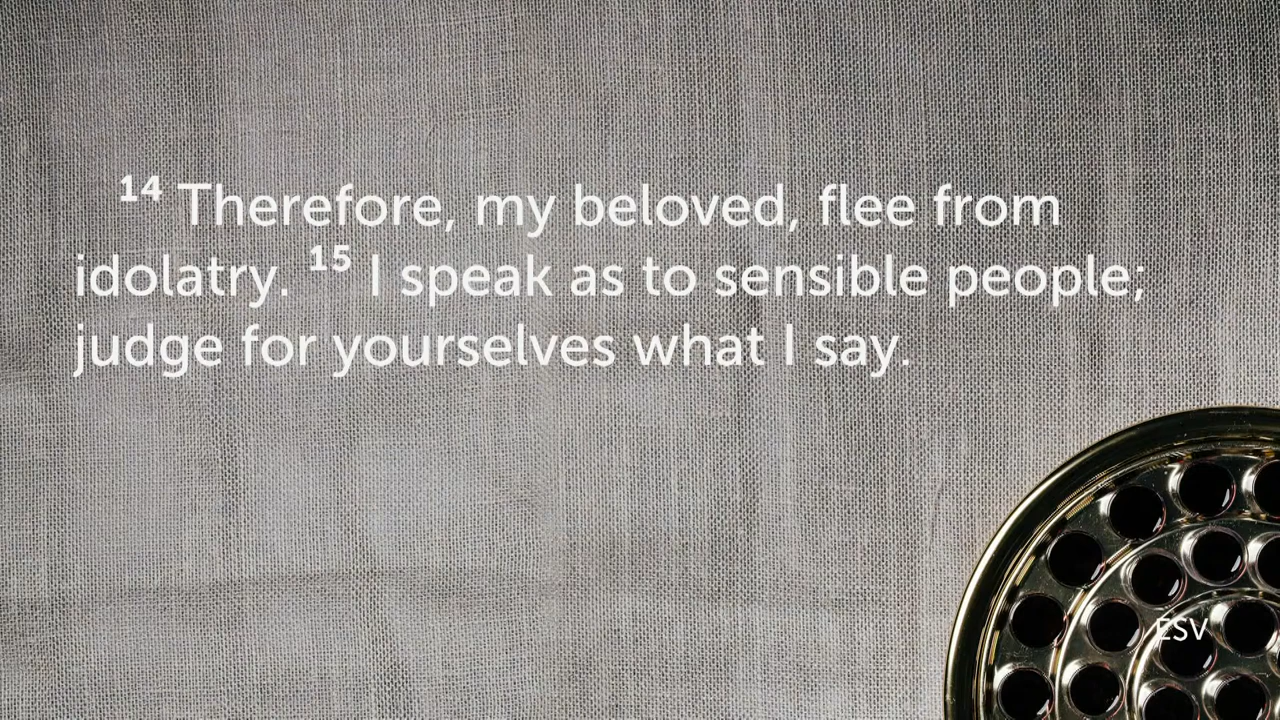 14 Therefore, my beloved, flee from
idolatry. 15 I speak as to sensible people;
judge for yourselves what I say.
ESV